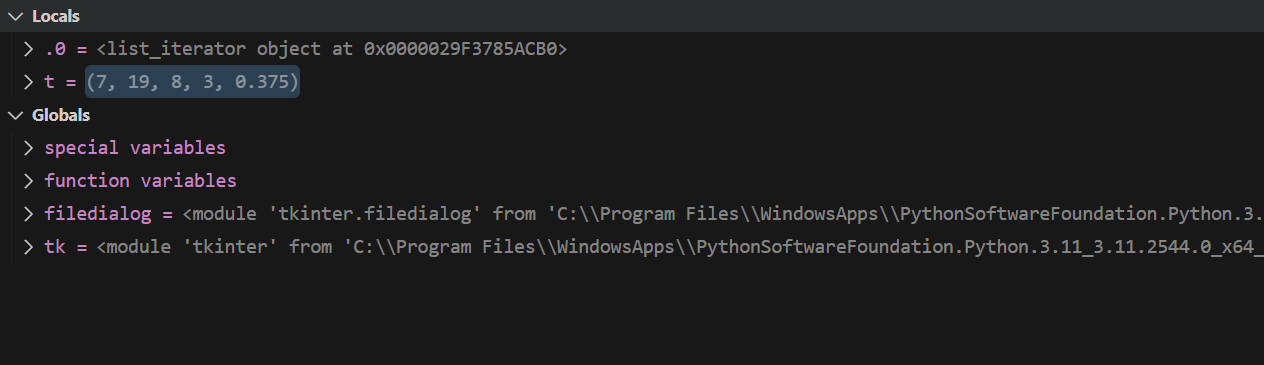 Locals
.0 = <list_iterator object at 0x0000029F3785ACB0>
t = (7, 19, 8, 3, 0.375)
Globals
special variables
function variables
filedialog = <module 'tkinter.filedialog' from 'C:\\Program Files\\WindowsApps\\PythonSoftwareFoundation.Python.3.
tk = <module 'tkinter' from 'C:\\Program Files\\WindowsApps\\PythonSoftwareFoundation.Python.3.11_3.11.2544.0_x64_